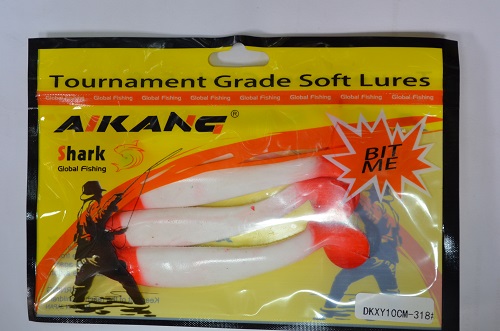 Tournament Grade Soft Lures
Global Fishing Global Fishing Global Fishing Global Fishing Global Fishing Global Fishing Global Fishing
AIKANG®
Shark
Global Fishing
BIT
ME
DKXY10CM-318#